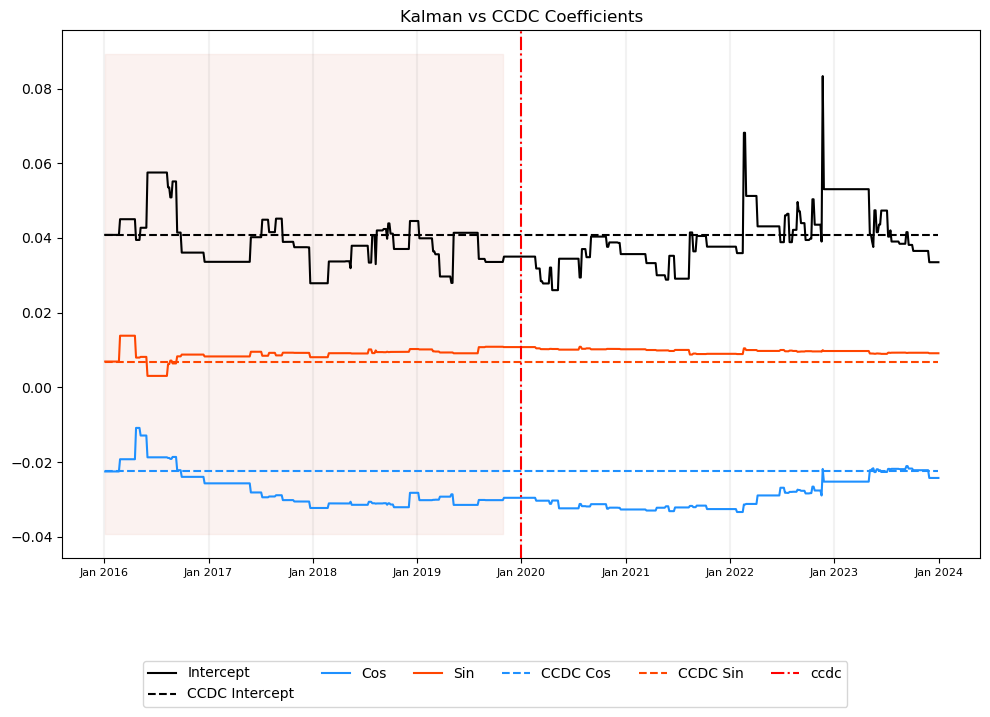 Kalman vs CCDC Coefficients
0.08
0.06
0.04
0.02
0.00
−0.02
−0.04
Jan 2016 Jan 2017 Jan 2018 Jan 2019 Jan 2020 Jan 2021 Jan 2022 Jan 2023 Jan 2024
Intercept Cos Sin CCDC Cos CCDC Sin ccdc
CCDC Intercept